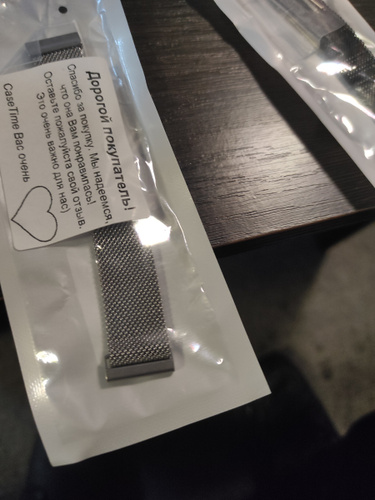 Дорогой покупатель!
Спасибо за покупку. Мы надеемся,
что она Вам понравилась!
Оставьте пожалуйста свой отзыв.
Это очень важно для нас)
CaseTime Вас очень